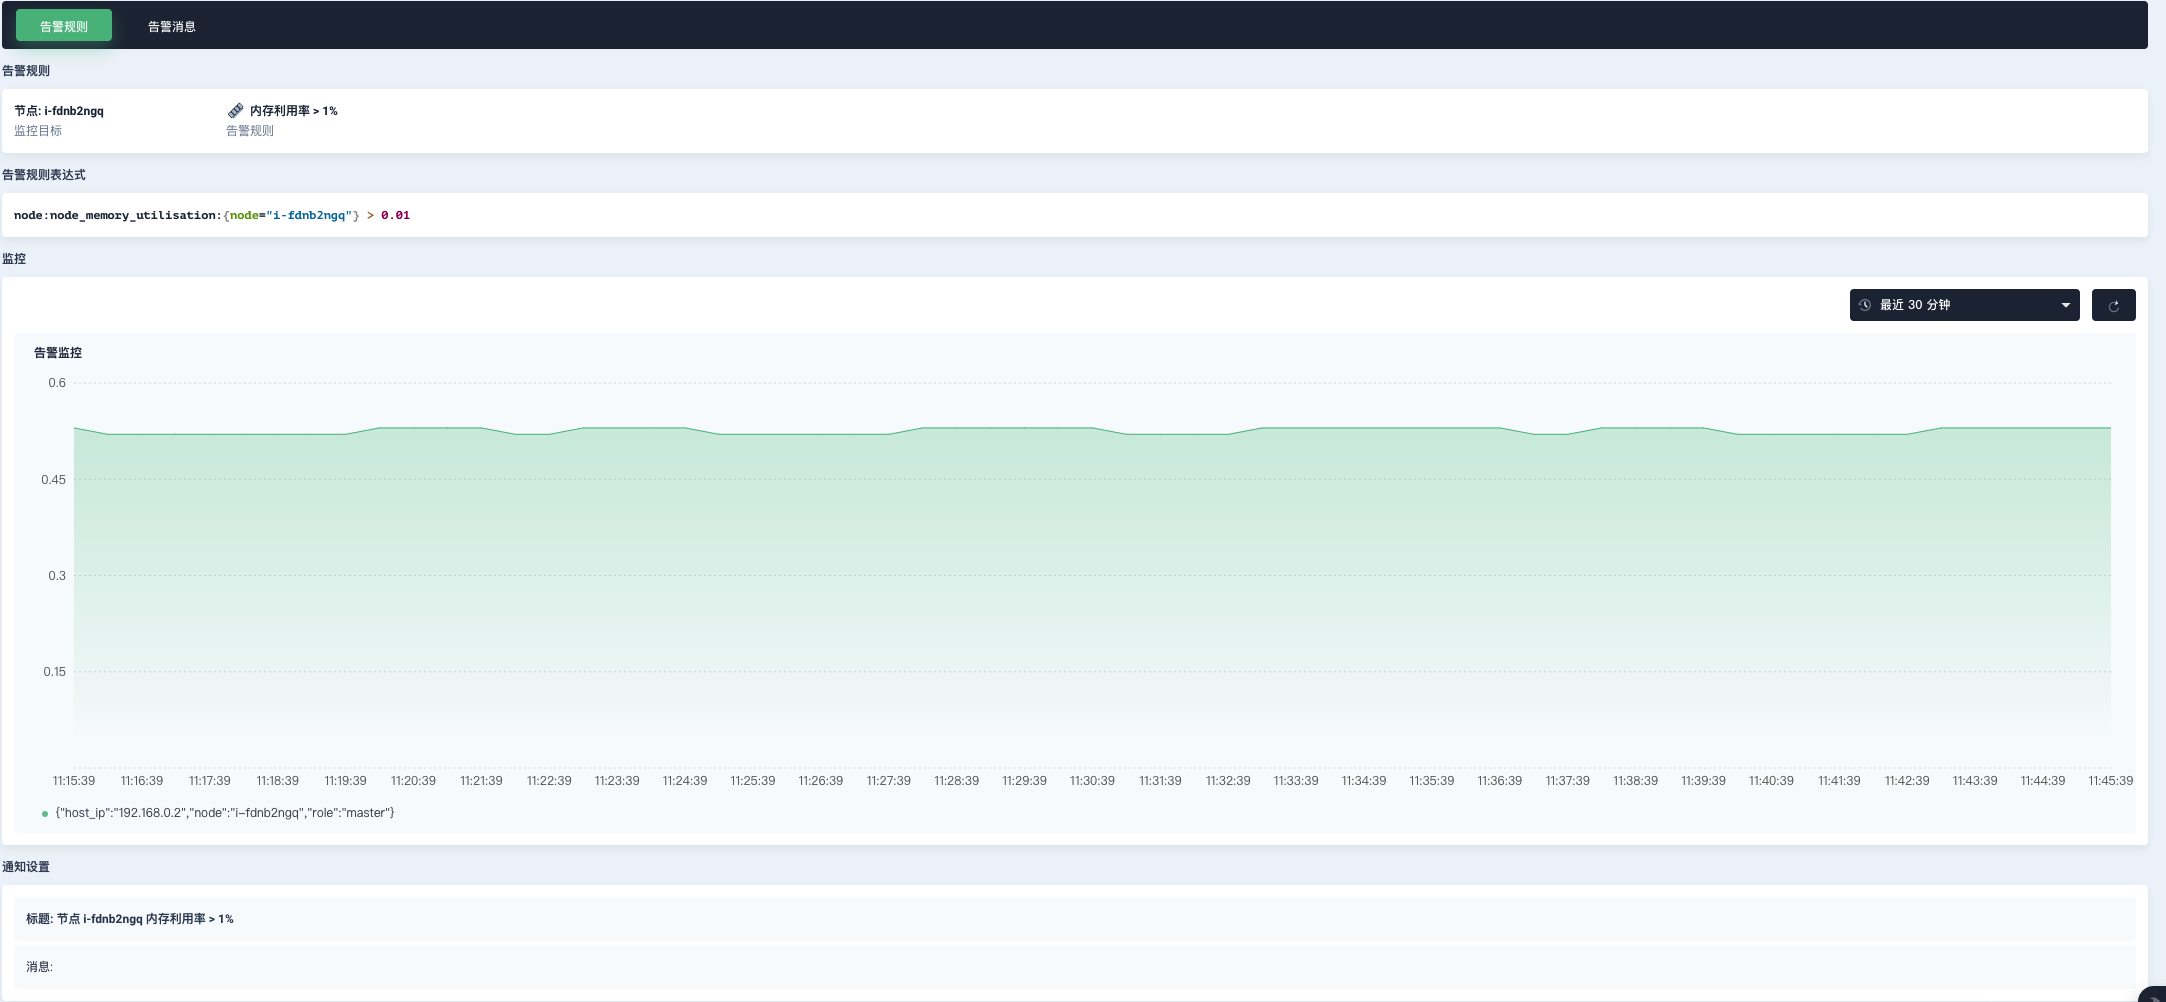 告警规则 告警消息
告警规则
节点: i-fdnb2ngq 内存利用率 > 1%
监控目标 告警规则
告警规则表达式
node:node_memory_utilisation:{node="i-fdnb2ngq"} > 0.01
监控
最近 30 分钟
告警监控
0.6
0.45
0.3
0.15
11:15:39 11:16:39 11:17:39 11:18:39 11:19:39 11:20:39 11:21:39 11:22:39 11:23:39 11:24:39 11:25:39 11:26:39 11:27:39 11:28:39 11:29:39 11:30:39 11:31:39 11:32:39 11:33:39 11:34:39 11:35:39 11:36:39 11:37:39 11:38:39 11:39:39 11:40:39 11:41:39 11:42:39 11:43:39 11:44:39 11:45:39
{"host_ip":"192.168.0.2","node":"i-fdnb2ngq","role":"master"}
通知设置
标题: 节点 i-fdnb2ngq 内存利用率 > 1%
消息: